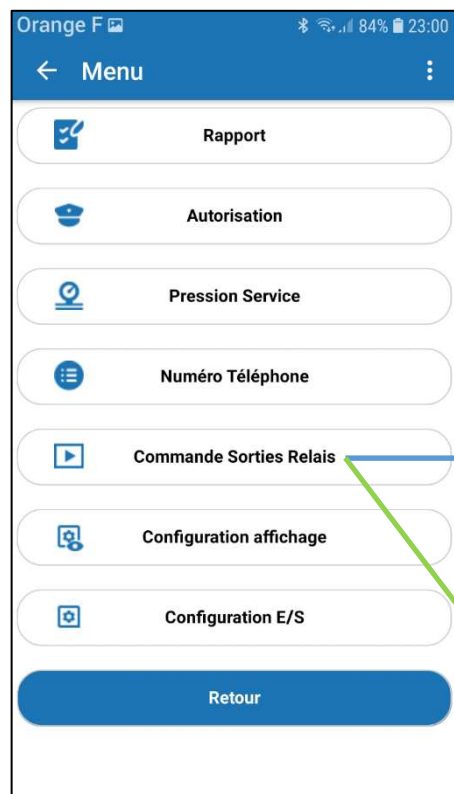 Orange F 84% 23:00
Menu
Rapport
Autorisation
Pression Service
Numéro Téléphone
Commande Sorties Relais
Configuration affichage
Configuration E/S
Retour